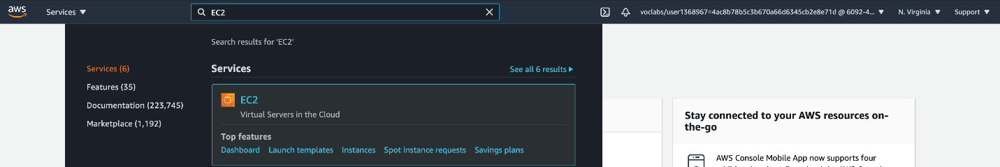 aws
Services ▼
EC2
voclabs/user1368967=4ac8b78b5c3b670a66d6345cb2e8e71d @ 6092-4... ▼
N. Virginia ▼
Support ▼
Search results for 'EC2'
Services (6)
Features (35)
Documentation (223,745)
Marketplace (1,192)
Services
See all 6 results ▶
EC2
Virtual Servers in the Cloud
Top features
Dashboard Launch templates Instances Spot Instance requests Savings plans
Stay connected to your AWS resources on-
the-go
AWS Console Mobile App now supports four